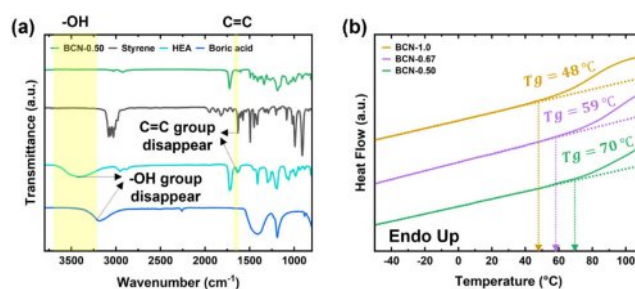 -OH
C=C
(a)
BCN-0.50 Styrene HEA Boric acid
C=C group
disappear
-OH group
disappear
Transmittance (a.u.)
3500 3000 2500 2000 1500 1000
Wavenumber (cm⁻¹)
(b)
BCN-1.0
BCN-0.67
BCN-0.50
Tg = 48 °C
Tg = 59 °C
Tg = 70 °C
Endo Up
Heat Flow (a.u.)
-40 -20 0 20 40 60 80 100
Temperature (°C)